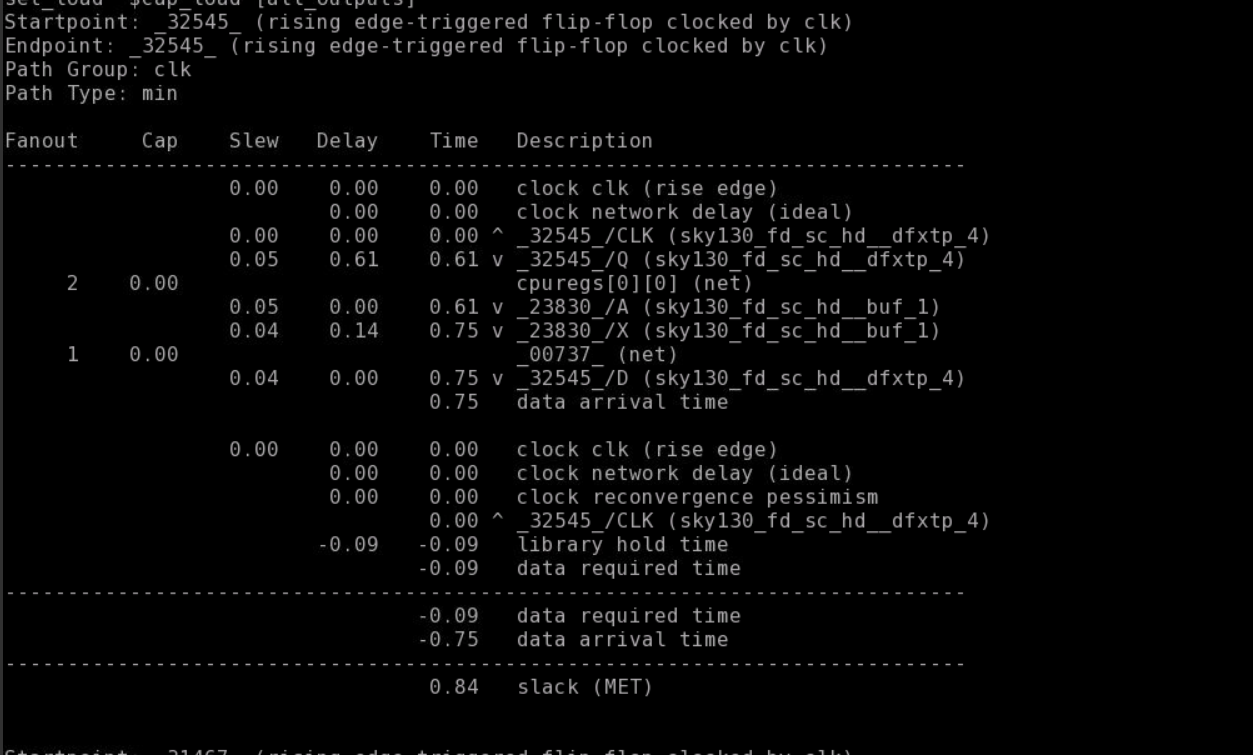 [all_outputs]
Startpoint: _32545_ (rising edge-triggered flip-flop clocked by clk)
Endpoint: _32545_ (rising edge-triggered flip-flop clocked by clk)
Path Group: clk
Path Type: min
Fanout Cap Slew Delay Time Description
-----------------------------------------------------------------------------
0.00 0.00 0.00 clock clk (rise edge)
0.00 0.00 clock network delay (ideal)
0.00 0.00 0.00 ^ _32545_/CLK (sky130_fd_sc_hd__dfxtp_4)
0.05 0.61 0.61 v _32545_/Q (sky130_fd_sc_hd__dfxtp_4)
2 0.00 cpuregs[0][0] (net)
0.05 0.00 0.61 v _23830_/A (sky130_fd_sc_hd__buf_1)
0.04 0.14 0.75 v _23830_/X (sky130_fd_sc_hd__buf_1)
1 0.00 _00737_ (net)
0.04 0.00 0.75 v _32545_/D (sky130_fd_sc_hd__dfxtp_4)
0.75 data arrival time
0.00 0.00 0.00 clock clk (rise edge)
0.00 0.00 clock network delay (ideal)
0.00 0.00 clock reconvergence pessimism
0.00 ^ _32545_/CLK (sky130_fd_sc_hd__dfxtp_4)
-0.09 -0.09 library hold time
-0.09 data required time
-----------------------------------------------------------------------------
-0.09 data required time
-0.75 data arrival time
-----------------------------------------------------------------------------
0.84 slack (MET)
(rising edge-triggered flip-flop clocked by clk)